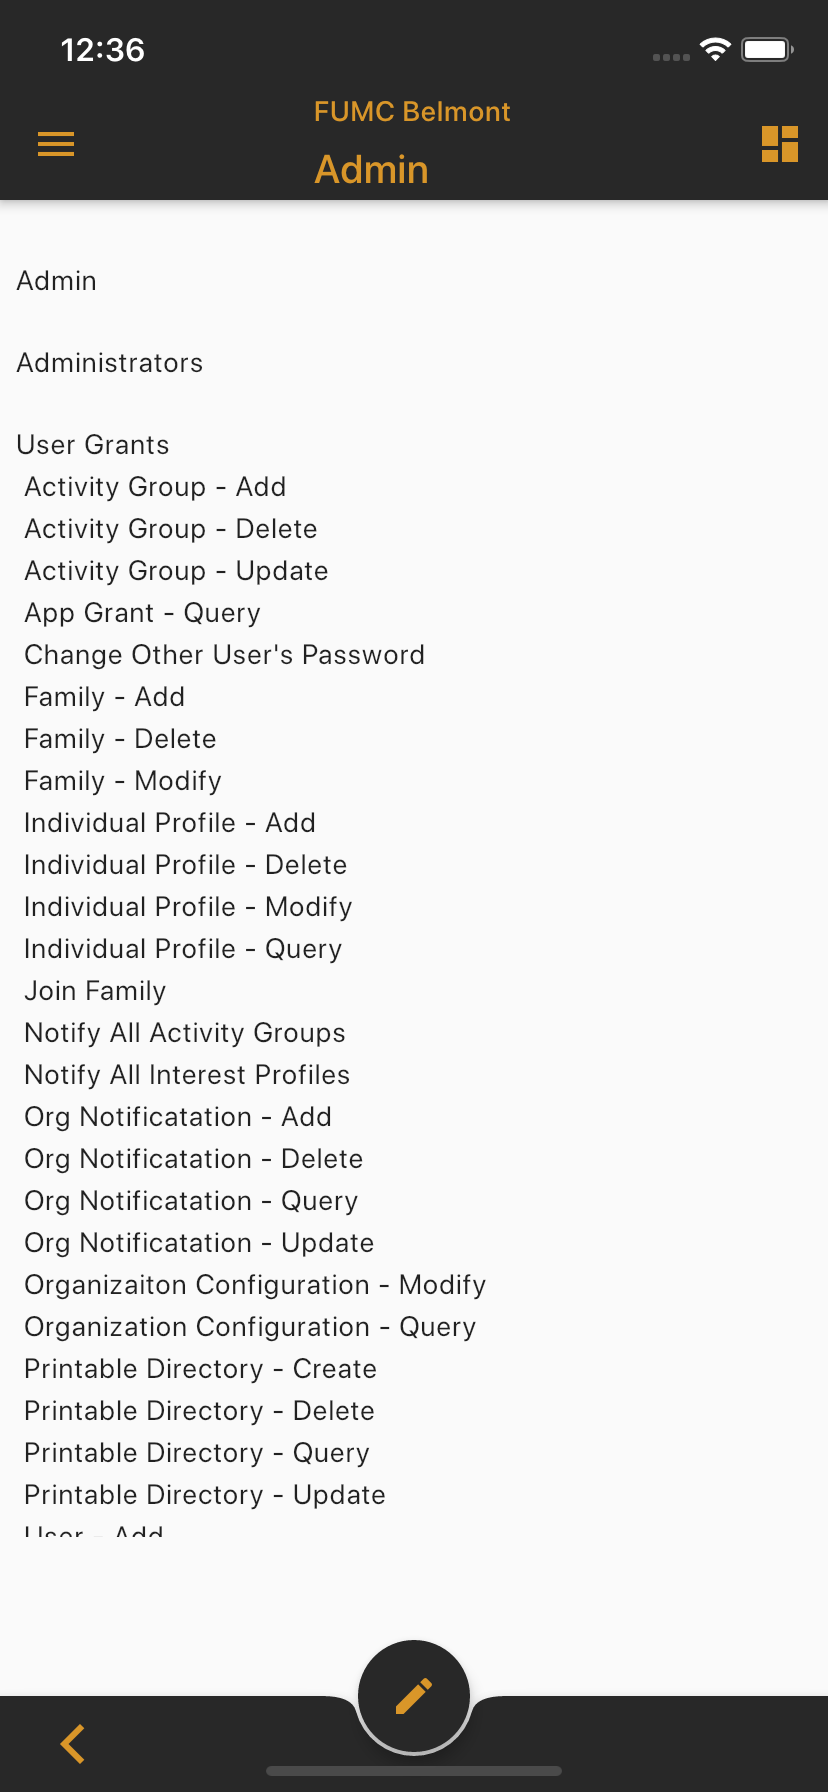 12:36
FUMC Belmont
Admin
Admin
Administrators
User Grants
Activity Group - Add
Activity Group - Delete
Activity Group - Update
App Grant - Query
Change Other User's Password
Family - Add
Family - Delete
Family - Modify
Individual Profile - Add
Individual Profile - Delete
Individual Profile - Modify
Individual Profile - Query
Join Family
Notify All Activity Groups
Notify All Interest Profiles
Org Notificatation - Add
Org Notificatation - Delete
Org Notificatation - Query
Org Notificatation - Update
Organizaiton Configuration - Modify
Organization Configuration - Query
Printable Directory - Create
Printable Directory - Delete
Printable Directory - Query
Printable Directory - Update
User - Add